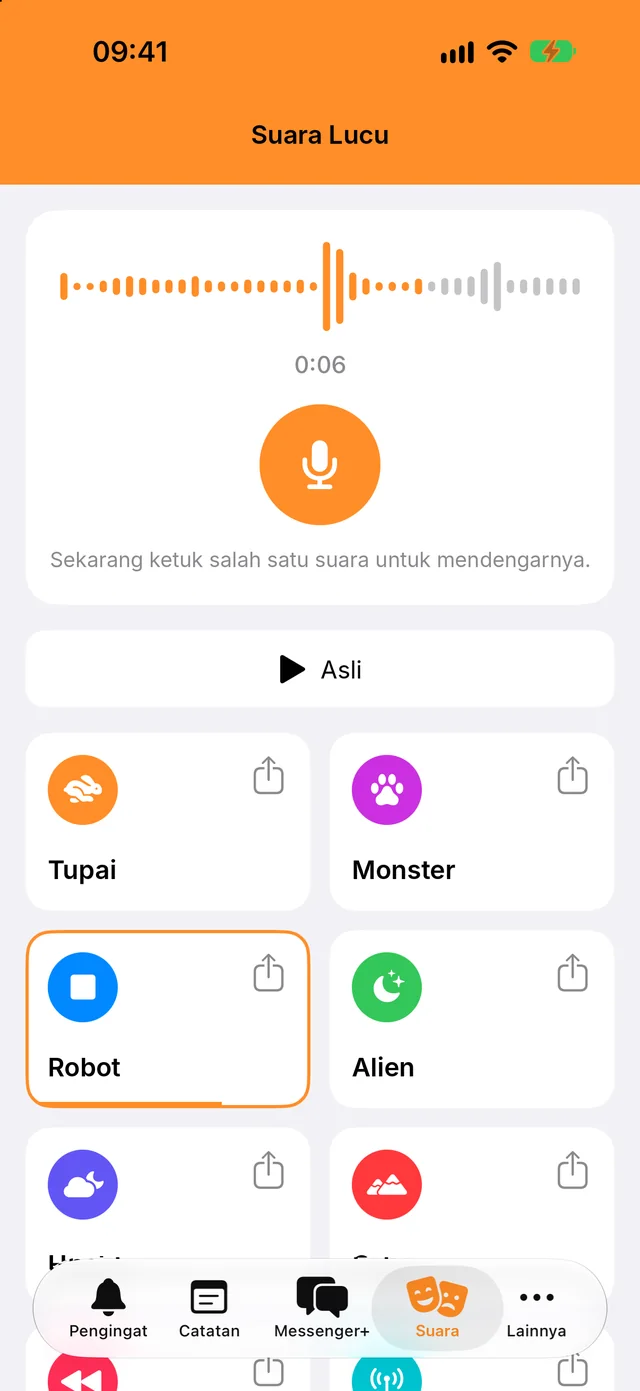 09:41
Suara Lucu
0:06
Sekarang ketuk salah satu suara untuk mendengarnya.
Asli
Tupai
Monster
Robot
Alien
Pengingat
Catatan
Messenger+
Suara
Lainnya